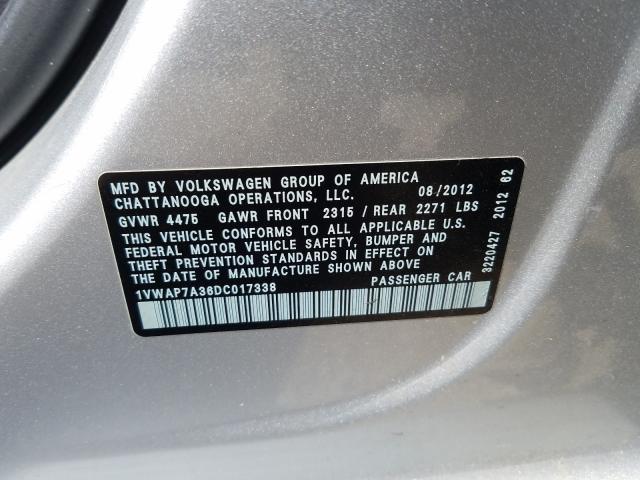 MFD BY VOLKSWAGEN GROUP OF AMERICA
CHATTANOOGA OPERATIONS, LLC. 08/2012
GVWR 4475 GAWR FRONT 2315/REAR 2271 LBS
THIS VEHICLE CONFORMS TO ALL APPLICABLE U.S.
FEDERAL MOTOR VEHICLE SAFETY, BUMPER AND
THEFT PREVENTION STANDARDS IN EFFECT ON
THE DATE OF MANUFACTURE SHOWN ABOVE
1VWAP7A36DC017338 PASSENGER CAR
3220427 2012 62